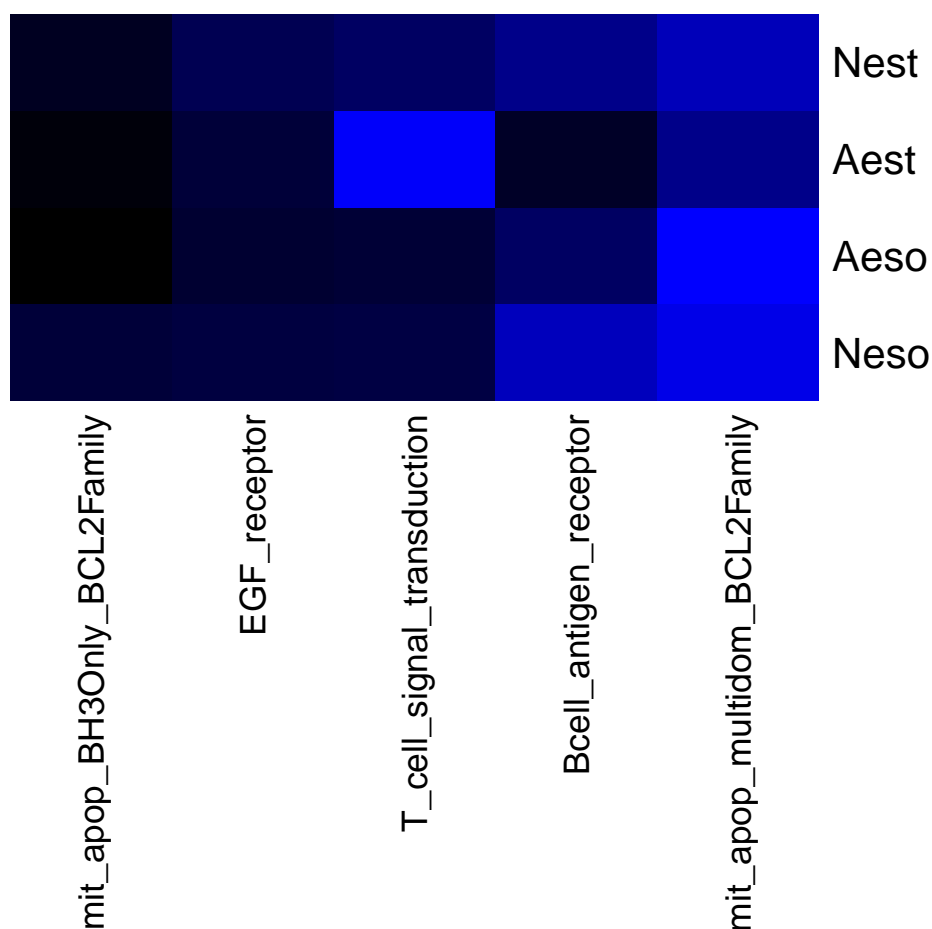 Nest
Aest
Aeso
Neso
mit_apop_BH3Only_BCL2Family
EGF_receptor
T_cell_signal_transduction
Bcell_antigen_receptor
mit_apop_multidom_BCL2Family